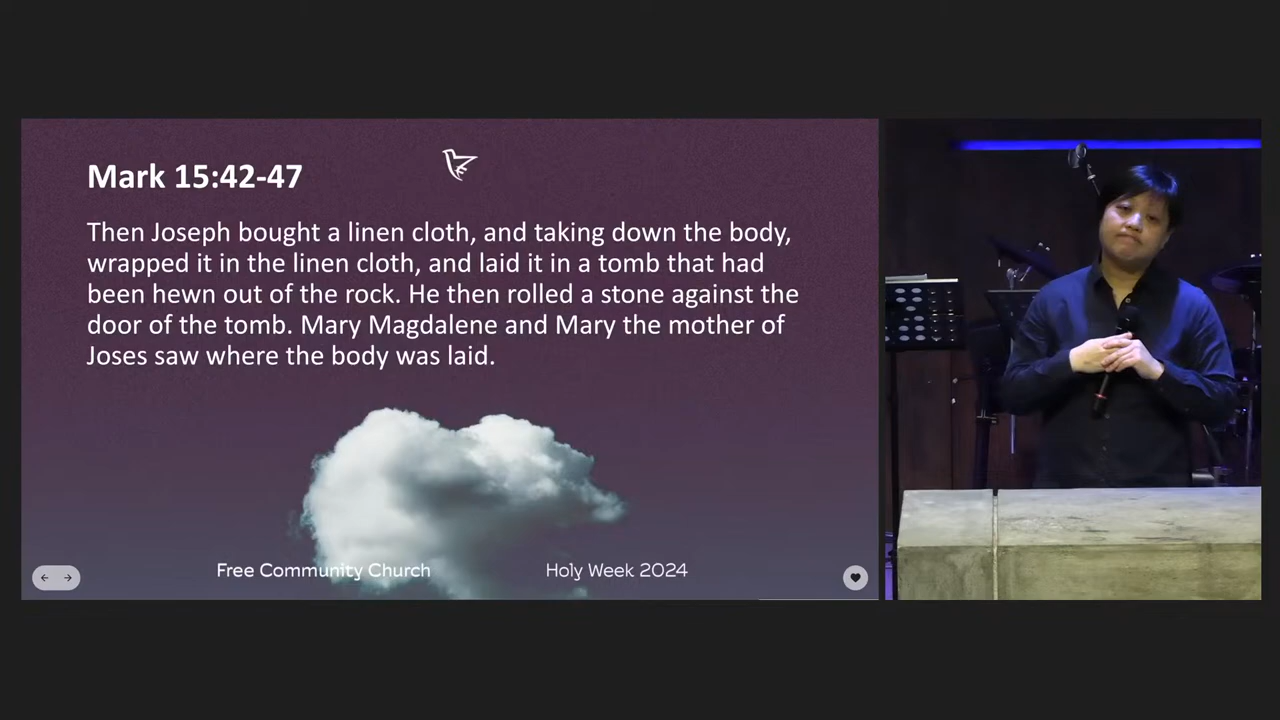 Mark 15:42-47
Then Joseph bought a linen cloth, and taking down the body,
wrapped it in the linen cloth, and laid it in a tomb that had
been hewn out of the rock. He then rolled a stone against the
door of the tomb. Mary Magdalene and Mary the mother of
Joses saw where the body was laid.
Free Community Church
Holy Week 2024